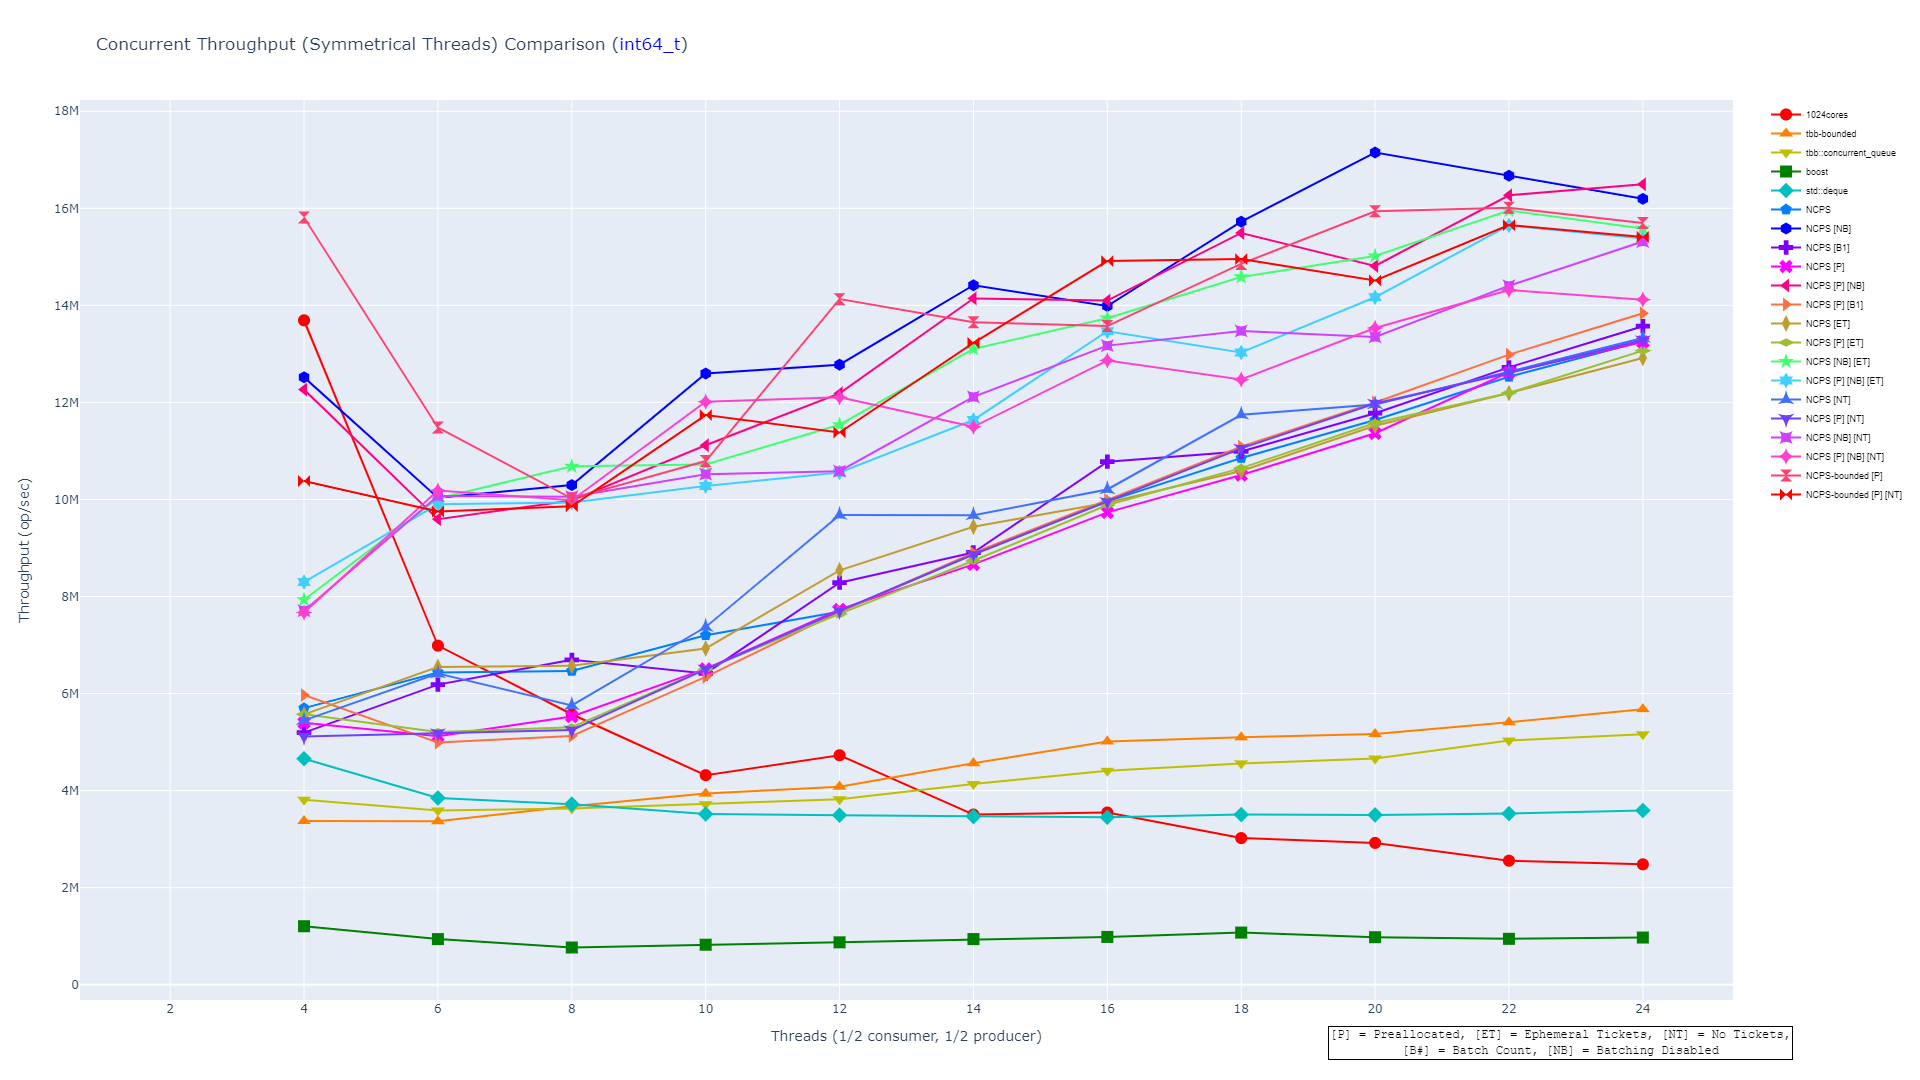 Concurrent Throughput (Symmetrical Threads) Comparison (int64_t)
18M
16M
14M
12M
10M
8M
6M
4M
2M
0
Throughput (op/sec)
2 4 6 8 10 12 14 16 18 20 22 24
Threads (1/2 consumer, 1/2 producer)
1024cores
tbb-bounded
tbb::concurrent_queue
boost
std::deque
NCPS
NCPS [NB]
NCPS [B1]
NCPS [P]
NCPS [P] [NB]
NCPS [P] [B1]
NCPS [ET]
NCPS [P] [ET]
NCPS [NB] [ET]
NCPS [P] [NB] [ET]
NCPS [NT]
NCPS [P] [NT]
NCPS [NB] [NT]
NCPS [P] [NB] [NT]
NCPS-bounded [P]
NCPS-bounded [P] [NT]
[P] = Preallocated, [ET] = Ephemeral Tickets, [NT] = No Tickets,
[B#] = Batch Count, [NB] = Batching Disabled